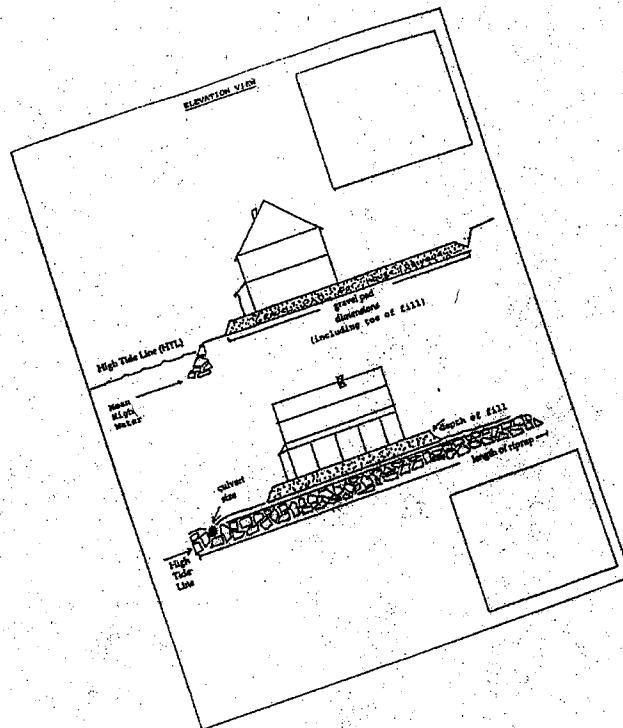 ELEVATION VIEW
gravel pad
dimensions
(including toe of fill)
High Tide Line (HTL)
Mean
High
Water
depth of fill
length of riprap
culvert
size
High
Tide
Line